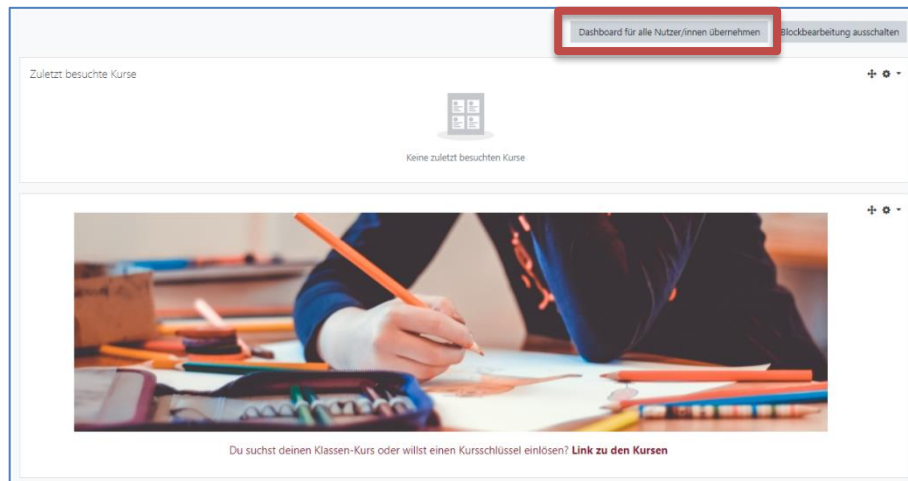 Dashboard für alle Nutzer/innen übernehmen
Blockbearbeitung ausschalten
Zuletzt besuchte Kurse
Keine zuletzt besuchten Kurse
Du suchst deinen Klassen-Kurs oder willst einen Kursschlüssel einlösen? Link zu den Kursen